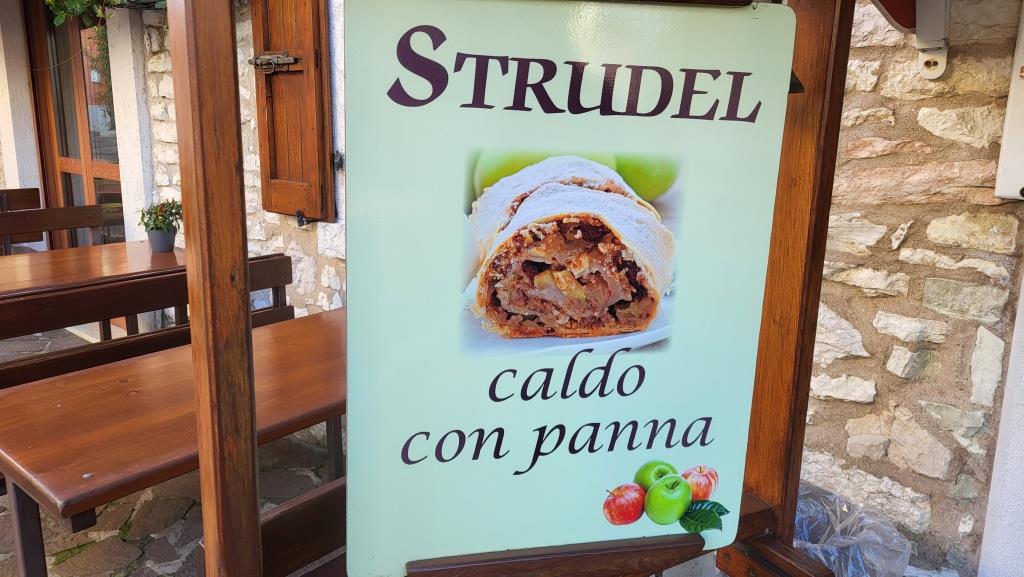 STRUDEL
caldo
con panna